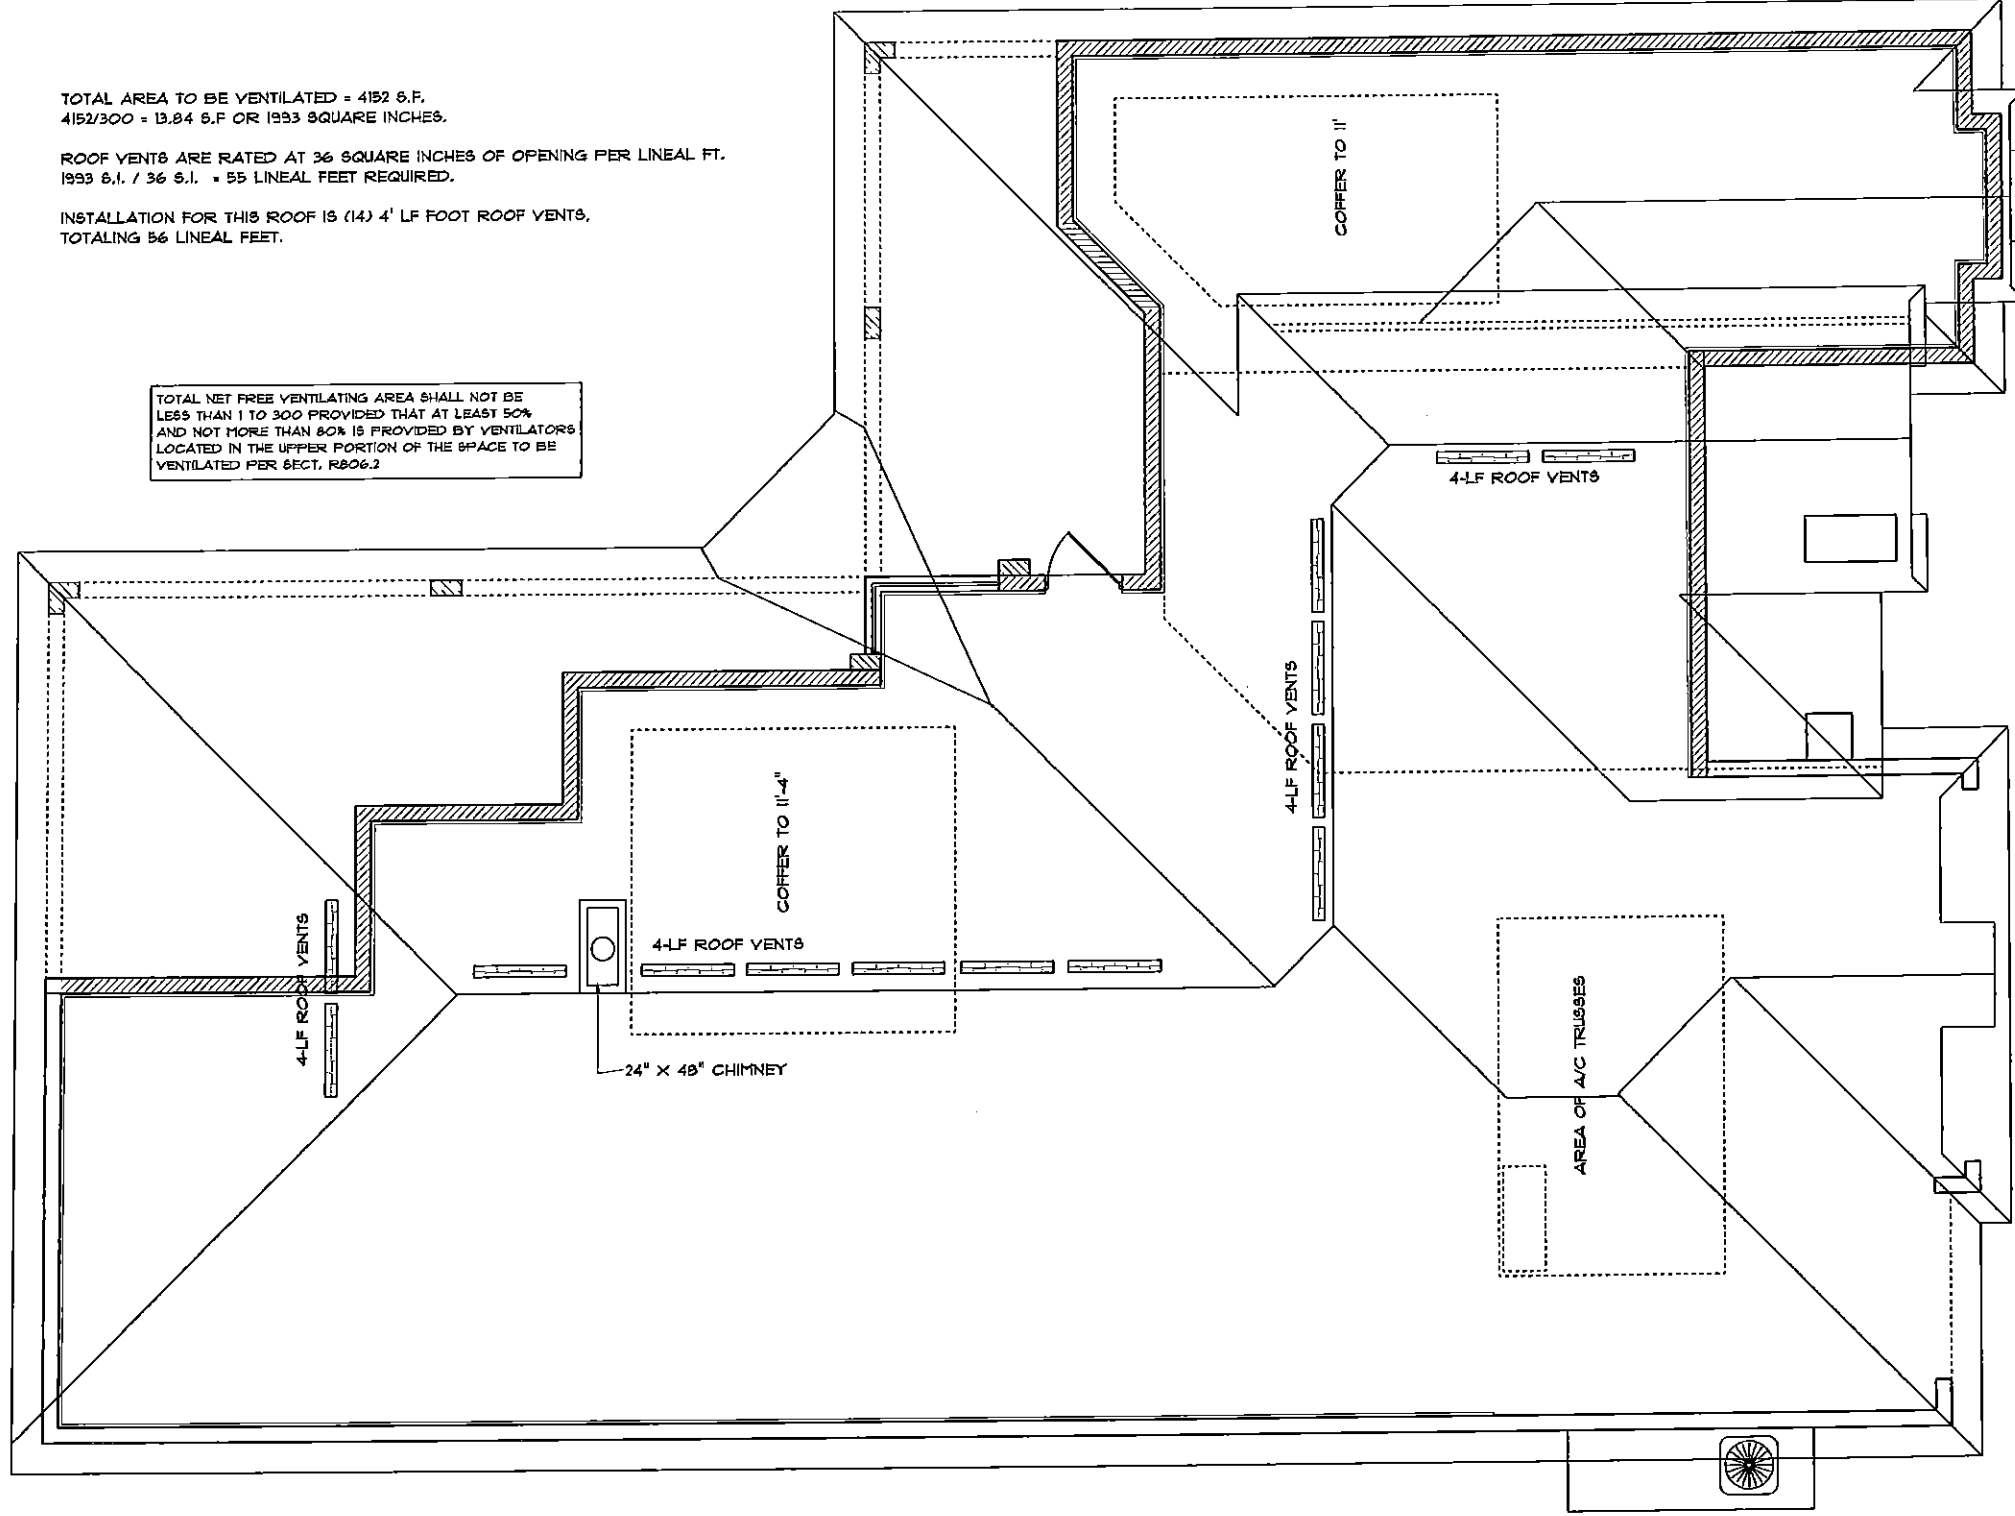 TOTAL AREA TO BE VENTILATED = 4152 S.F.
4152/300 = 13.84 S.F OR 1993 SQUARE INCHES.
ROOF VENTS ARE RATED AT 36 SQUARE INCHES OF OPENING PER LINEAL FT.
1993 S.I. / 36 S.I. = 55 LINEAL FEET REQUIRED.
INSTALLATION FOR THIS ROOF IS (14) 4' LF FOOT ROOF VENTS,
TOTALING 56 LINEAL FEET.
TOTAL NET FREE VENTILATING AREA SHALL NOT BE
LESS THAN 1 TO 300 PROVIDED THAT AT LEAST 50%
AND NOT MORE THAN 80% IS PROVIDED BY VENTILATORS
LOCATED IN THE UPPER PORTION OF THE SPACE TO BE
VENTILATED PER SECT. R806.2
COFFER TO 11'
4-LF ROOF VENTS
4-LF ROOF VENTS
COFFER TO 11'-4"
4-LF ROOF VENTS
4-LF ROOF VENTS
24" X 48" CHIMNEY
AREA OF A/C TRUSSES